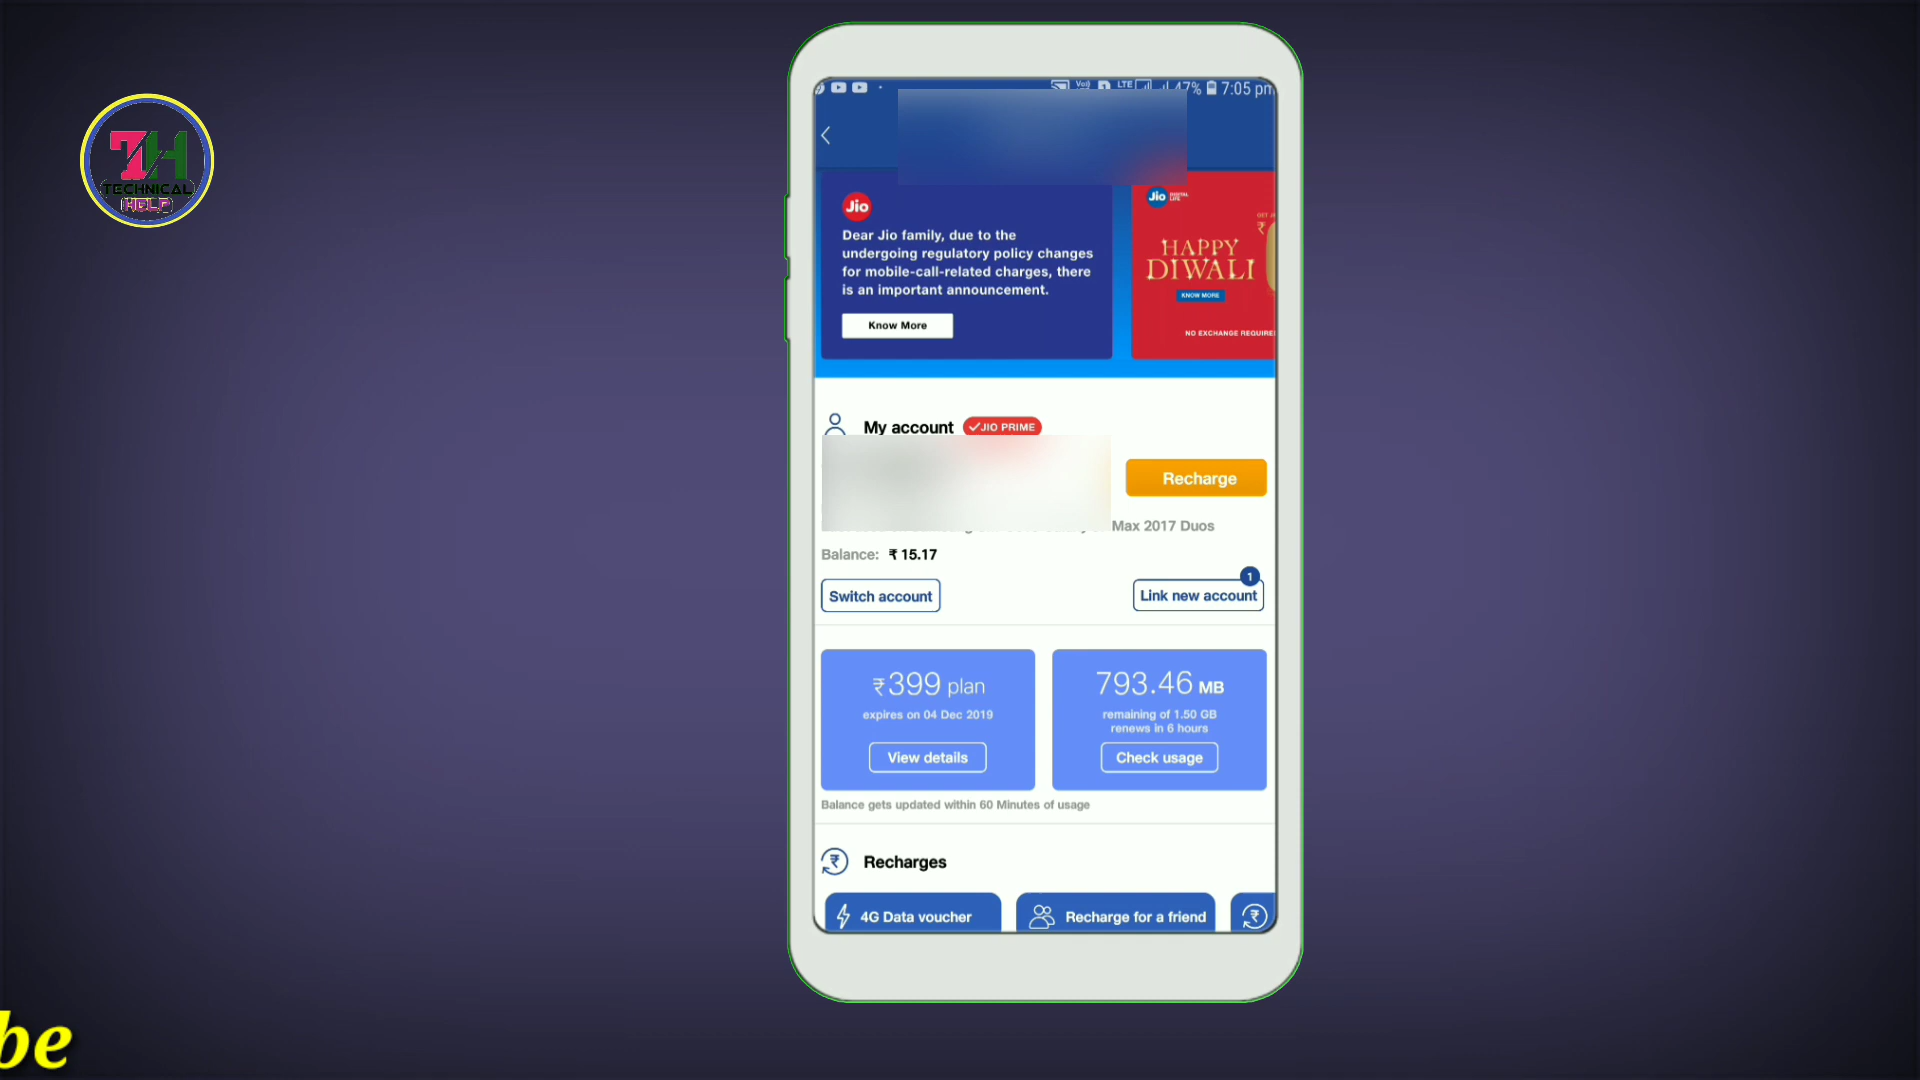 TH
TECHNICAL
HELP
47% 7:05 pm
Jio
Dear Jio family, due to the
undergoing regulatory policy changes
for mobile-call-related charges, there
is an important announcement.
Know More
Jio DIGITAL LIFE
HAPPY
DIWALI
KNOW MORE
NO EXCHANGE REQUIRE
My account JIO PRIME
Recharge
Max 2017 Duos
Balance: ₹ 15.17
Switch account
1
Link new account
₹399 plan
expires on 04 Dec 2019
View details
793.46 MB
remaining of 1.50 GB
renews in 6 hours
Check usage
Balance gets updated within 60 Minutes of usage
Recharges
4G Data voucher
Recharge for a friend
be